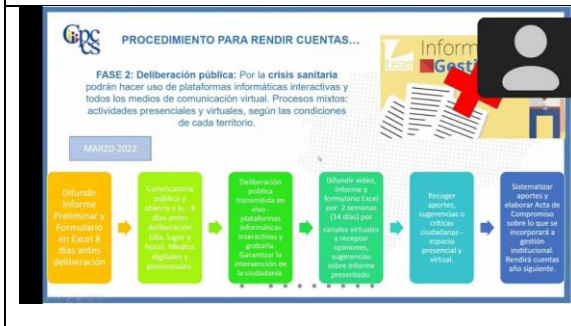 Cpc
cs
PROCEDIMIENTO PARA RENDIR CUENTAS...
Inform
Gesti
FASE 2: Deliberación pública: Por la crisis sanitaria
podrán hacer uso de plataformas informáticas interactivas y
todos los medios de comunicación virtual. Procesos mixtos:
actividades presenciales y virtuales, según las condiciones
de cada territorio.
MARZO 2022
Difundir
Informe
Preliminar y
Formulario
en Excel 8
días antes
deliberación
Convocatoria
pública y
abierta a lo 8
días antes
deliberación
(día, lugar y
hora). Medios
digitales y
presenciales.
Deliberación
pública
transmitida en
vivo -
plataformas
informáticas
interactivas y
grabarla.
Garantizar la
intervención de
la ciudadanía
Difundir video,
informe y
formulario Excel
por 2 semanas
(14 días) por
canales virtuales
y receptar
opiniones,
sugerencias
sobre informe
presentado.
Recoger
aportes,
sugerencias o
críticas
ciudadanas -
espacio
presencial y
virtual.
Sistematizar
aportes y
elaborar Acta de
Compromiso
sobre lo que se
incorporará a
gestión
institucional.
Rendirá cuentas
año siguiente.